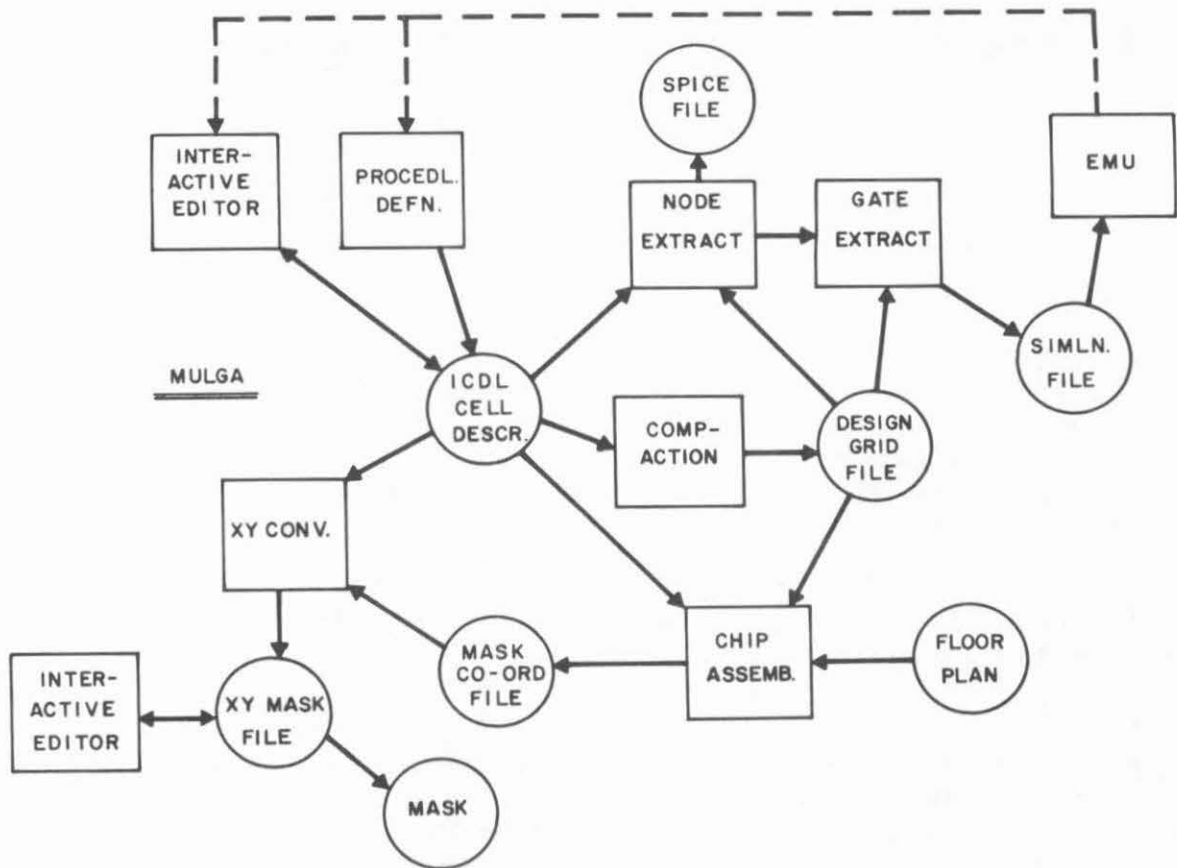 SPICE
FILE
INTER-
ACTIVE
EDITOR
PROCEDL.
DEFN.
NODE
EXTRACT
GATE
EXTRACT
EMU
MULGA
ICDL
CELL
DESCR.
COMP-
ACTION
DESIGN
GRID
FILE
SIMLN.
FILE
XY CONV.
MASK
CO-ORD
FILE
CHIP
ASSEMB.
FLOOR
PLAN
INTER-
ACTIVE
EDITOR
XY MASK
FILE
MASK